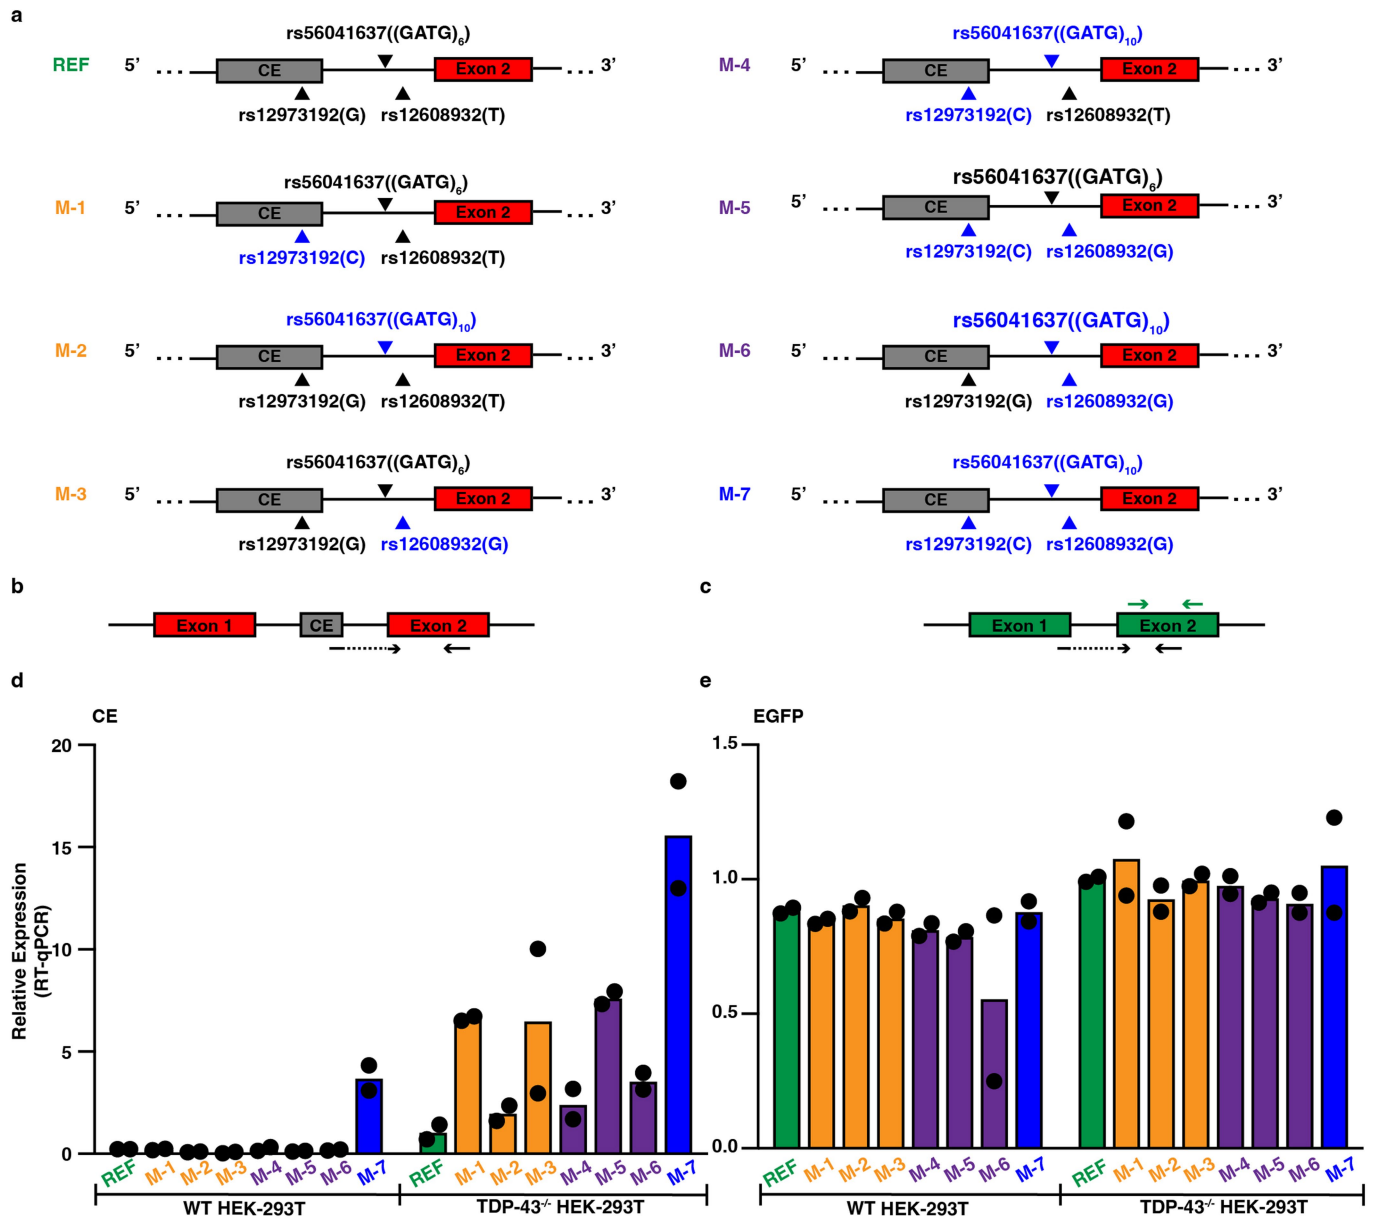 a
REF
5’
rs56041637((GATG)6)
CE
Exon 2
3’
rs12973192(G)
rs12608932(T)
M-4
5’
rs56041637((GATG)10)
CE
Exon 2
3’
rs12973192(C)
rs12608932(T)
M-1
5’
rs56041637((GATG)6)
CE
Exon 2
3’
rs12973192(C)
rs12608932(T)
M-5
5’
rs56041637((GATG)6)
CE
Exon 2
3’
rs12973192(C)
rs12608932(G)
M-2
5’
rs56041637((GATG)10)
CE
Exon 2
3’
rs12973192(G)
rs12608932(T)
M-6
5’
rs56041637((GATG)10)
CE
Exon 2
3’
rs12973192(G)
rs12608932(G)
M-3
5’
rs56041637((GATG)6)
CE
Exon 2
3’
rs12973192(G)
rs12608932(G)
M-7
5’
rs56041637((GATG)10)
CE
Exon 2
3’
rs12973192(C)
rs12608932(G)
b
Exon 1
CE
Exon 2
c
Exon 1
Exon 2
d
CE
Relative Expression
(RT-qPCR)
20
15
10
5
0
REF
M-1
M-2
M-3
M-4
M-5
M-6
M-7
REF
M-1
M-2
M-3
M-4
M-5
M-6
M-7
WT HEK-293T
TDP-43-/- HEK-293T
e
EGFP
1.5
1.0
0.5
0.0
REF
M-1
M-2
M-3
M-4
M-5
M-6
M-7
REF
M-1
M-2
M-3
M-4
M-5
M-6
M-7
WT HEK-293T
TDP-43-/- HEK-293T